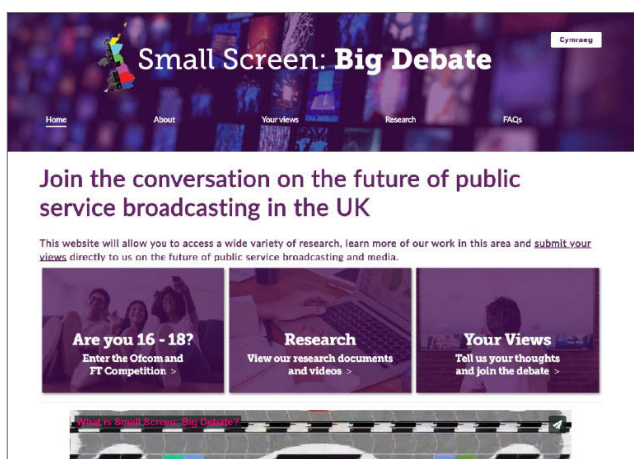 Cymraeg
Small Screen: Big Debate
Home About Your views Research FAQs
Join the conversation on the future of public
service broadcasting in the UK
This website will allow you to access a wide variety of research, learn more of our work in this area and submit your
views directly to us on the future of public service broadcasting and media.
Are you 16 - 18?
Enter the Ofcom and
FT Competition >
Research
View our research documents
and videos >
Your Views
Tell us your thoughts
and join the debate >
What is Small Screen: Big Debate?